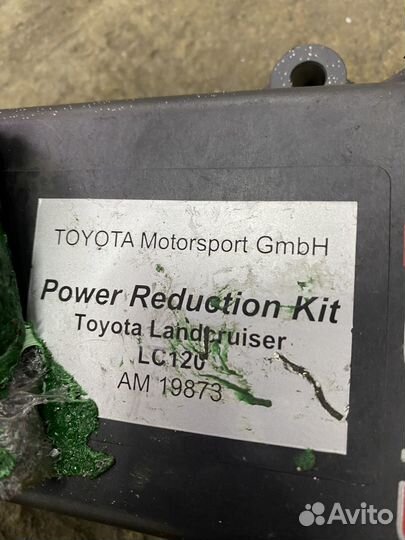 TOYOTA Motorsport GmbH
Power Reduction Kit
Toyota Landcruiser
LC120
AM 19873
Avito